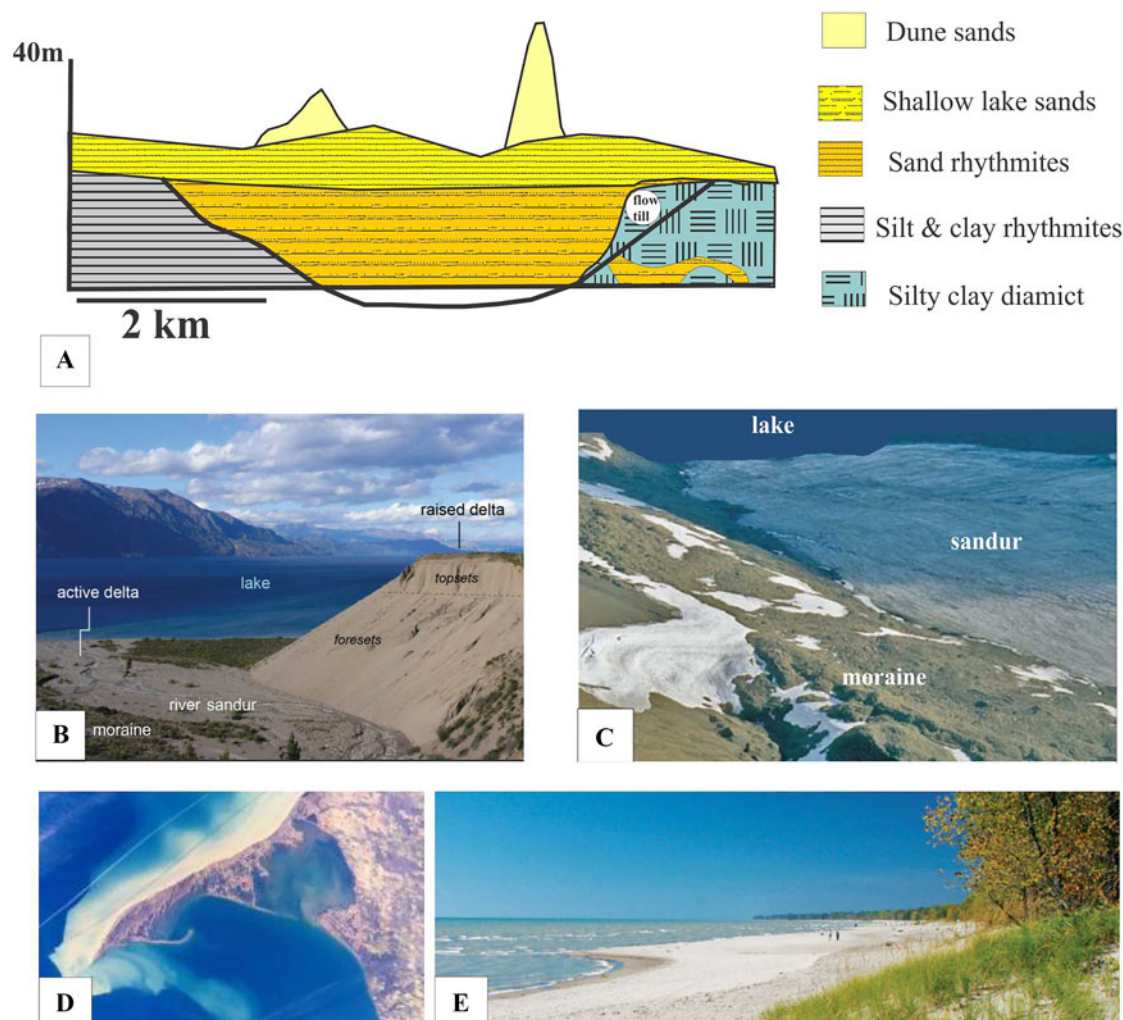 40m
Dune sands
Shallow lake sands
Sand rhythmites
Silt & clay rhythmites
Silty clay diamict
flow
till
2 km
A
raised delta
topsets
lake
active delta
foresets
river sandur
moraine
B
lake
sandur
moraine
C
D
E